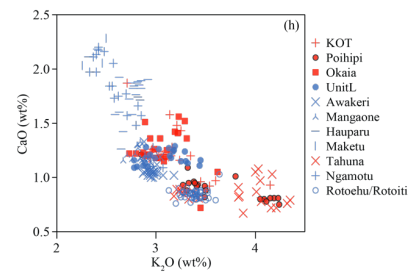 (h)
2.5
2.0
1.5
1.0
0.5
CaO (wt%)
2
3
4
K2O (wt%)
KOT
Poihipi
Okaia
UnitL
Awakeri
Mangaone
Hauparu
Maketu
Tahuna
Ngamotu
Rotoehu/Rotoiti